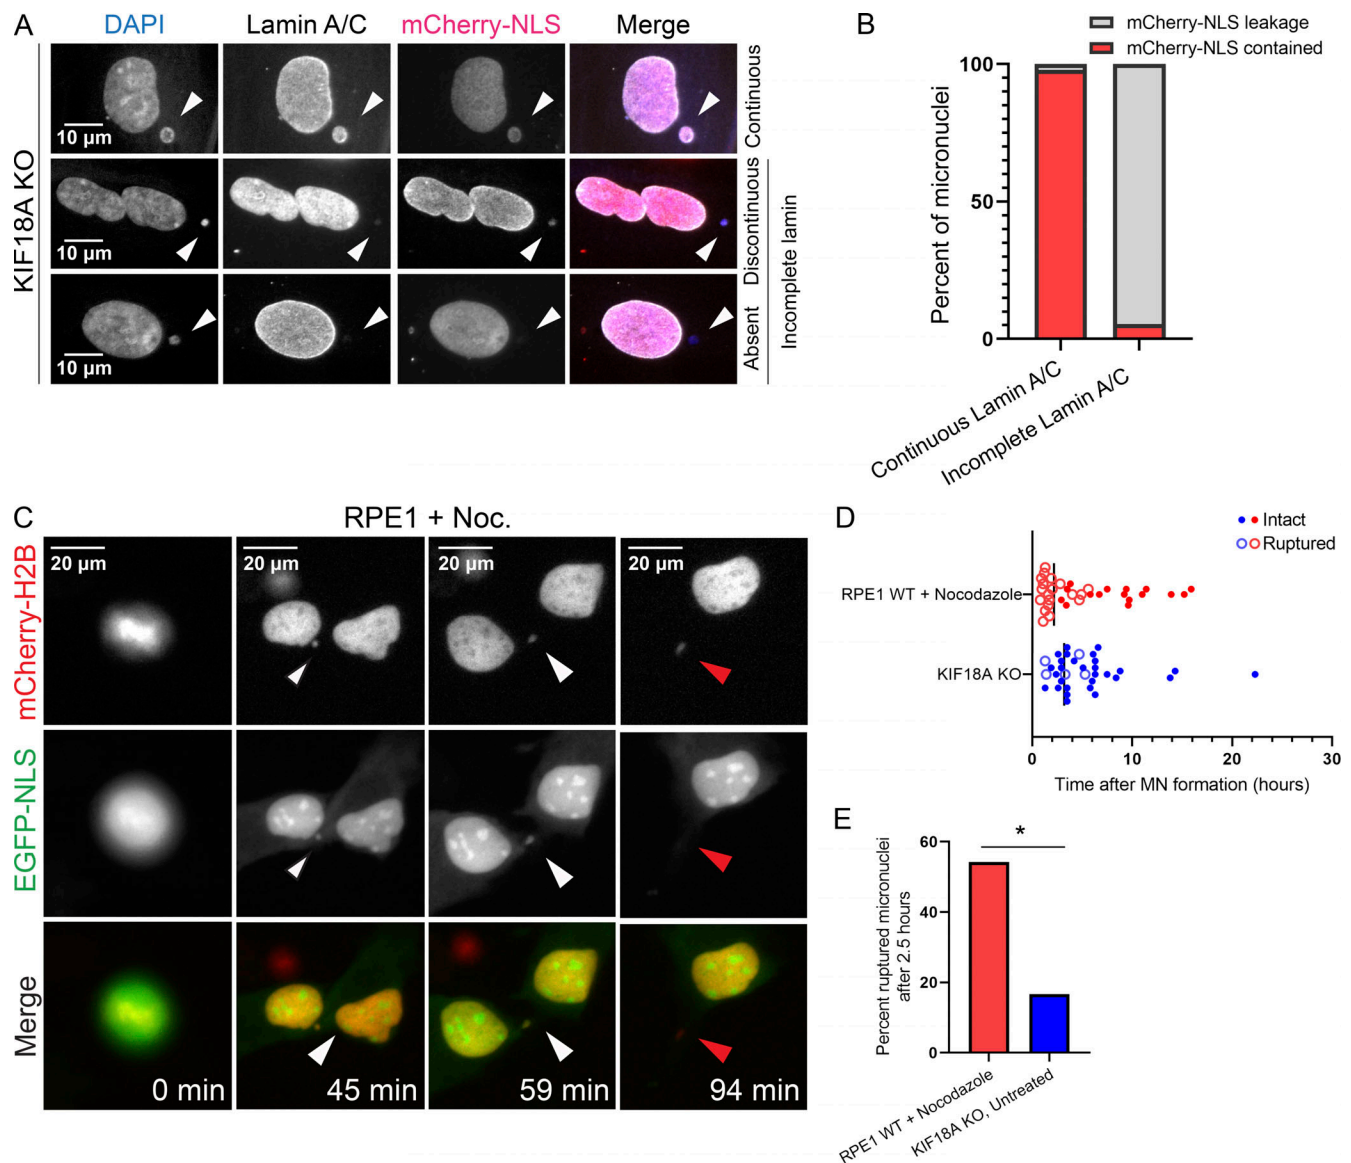 A
DAPI
Lamin A/C
mCherry-NLS
Merge
KIF18A KO
10 µm
10 µm
10 µm
Continuous
Discontinuous
Absent
Incomplete lamin
B
mCherry-NLS leakage
mCherry-NLS contained
Percent of micronuclei
100
50
0
Continuous Lamin A/C
Incomplete Lamin A/C
C
RPE1 + Noc.
mCherry-H2B
20 µm
20 µm
20 µm
20 µm
EGFP-NLS
Merge
0 min
45 min
59 min
94 min
D
Intact
Ruptured
RPE1 WT + Nocodazole
KIF18A KO
0
10
20
30
Time after MN formation (hours)
E
Percent ruptured micronuclei
after 2.5 hours
60
40
20
0
*
RPE1 WT + Nocodazole
KIF18A KO, Untreated